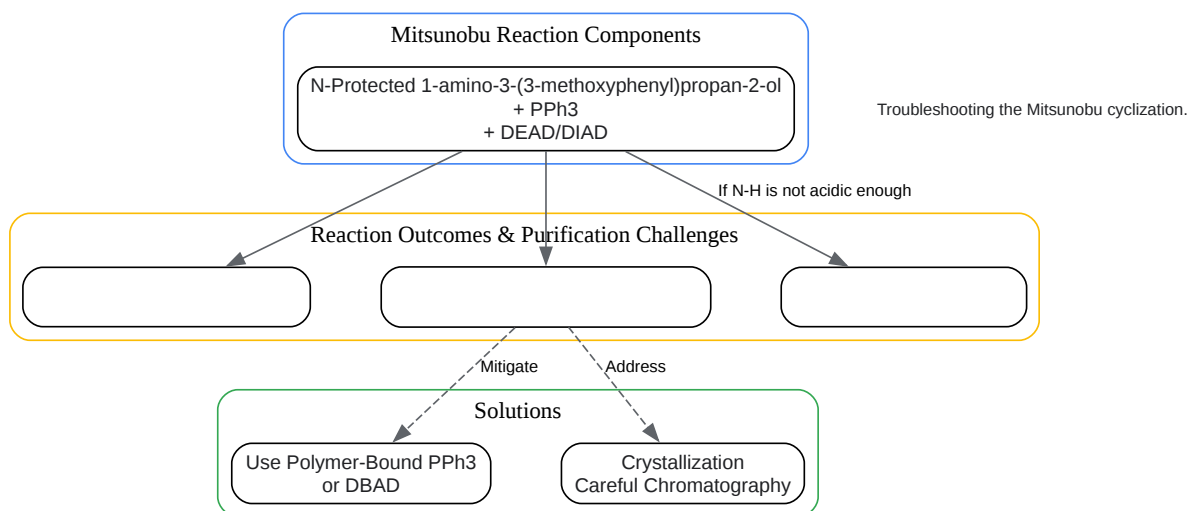 Mitsunobu Reaction Components
N-Protected 1-amino-3-(3-methoxyphenyl)propan-2-ol
+ PPh3
+ DEAD/DIAD
Troubleshooting the Mitsunobu cyclization.
If N-H is not acidic enough
Reaction Outcomes & Purification Challenges
Mitigate
Address
Solutions
Use Polymer-Bound PPh3
or DBAD
Crystallization
Careful Chromatography